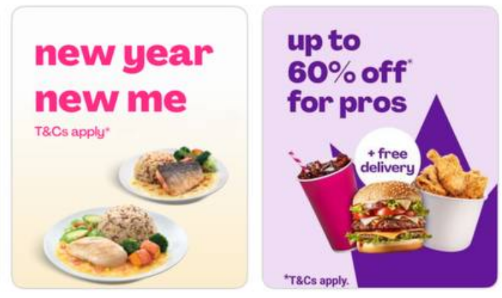 new year
new me
T&Cs apply*
up to
60% off*
for pros
+ free
delivery
*T&Cs apply.